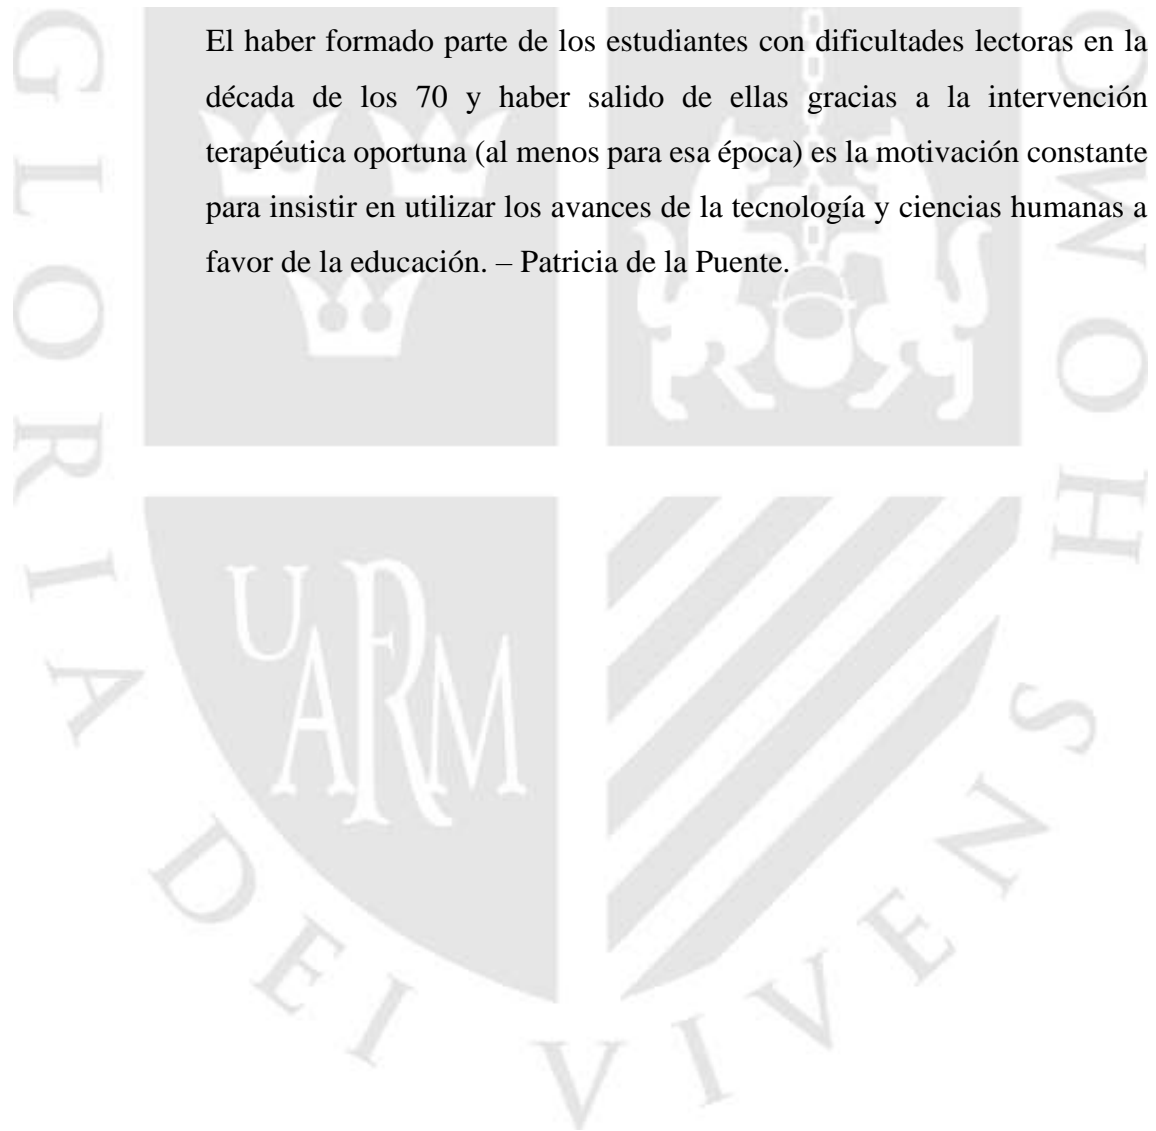 El haber formado parte de los estudiantes con dificultades lectoras en la
década de los 70 y haber salido de ellas gracias a la intervención
terapéutica oportuna (al menos para esa época) es la motivación constante
para insistir en utilizar los avances de la tecnología y ciencias humanas a
favor de la educación. – Patricia de la Puente.
GLORIA DEI VIVENS HOMO
UARM